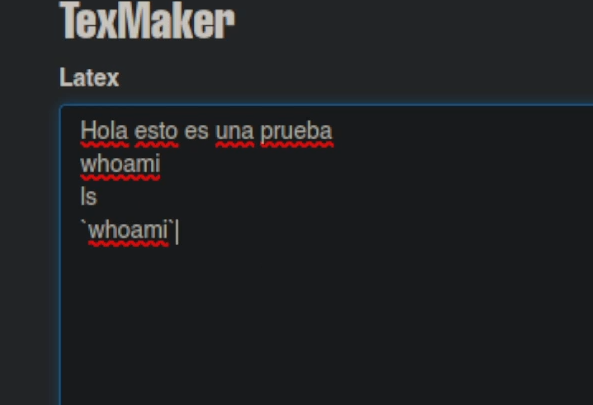 TexMaker
Latex
Hola esto es una prueba
whoami
ls
`whoami`